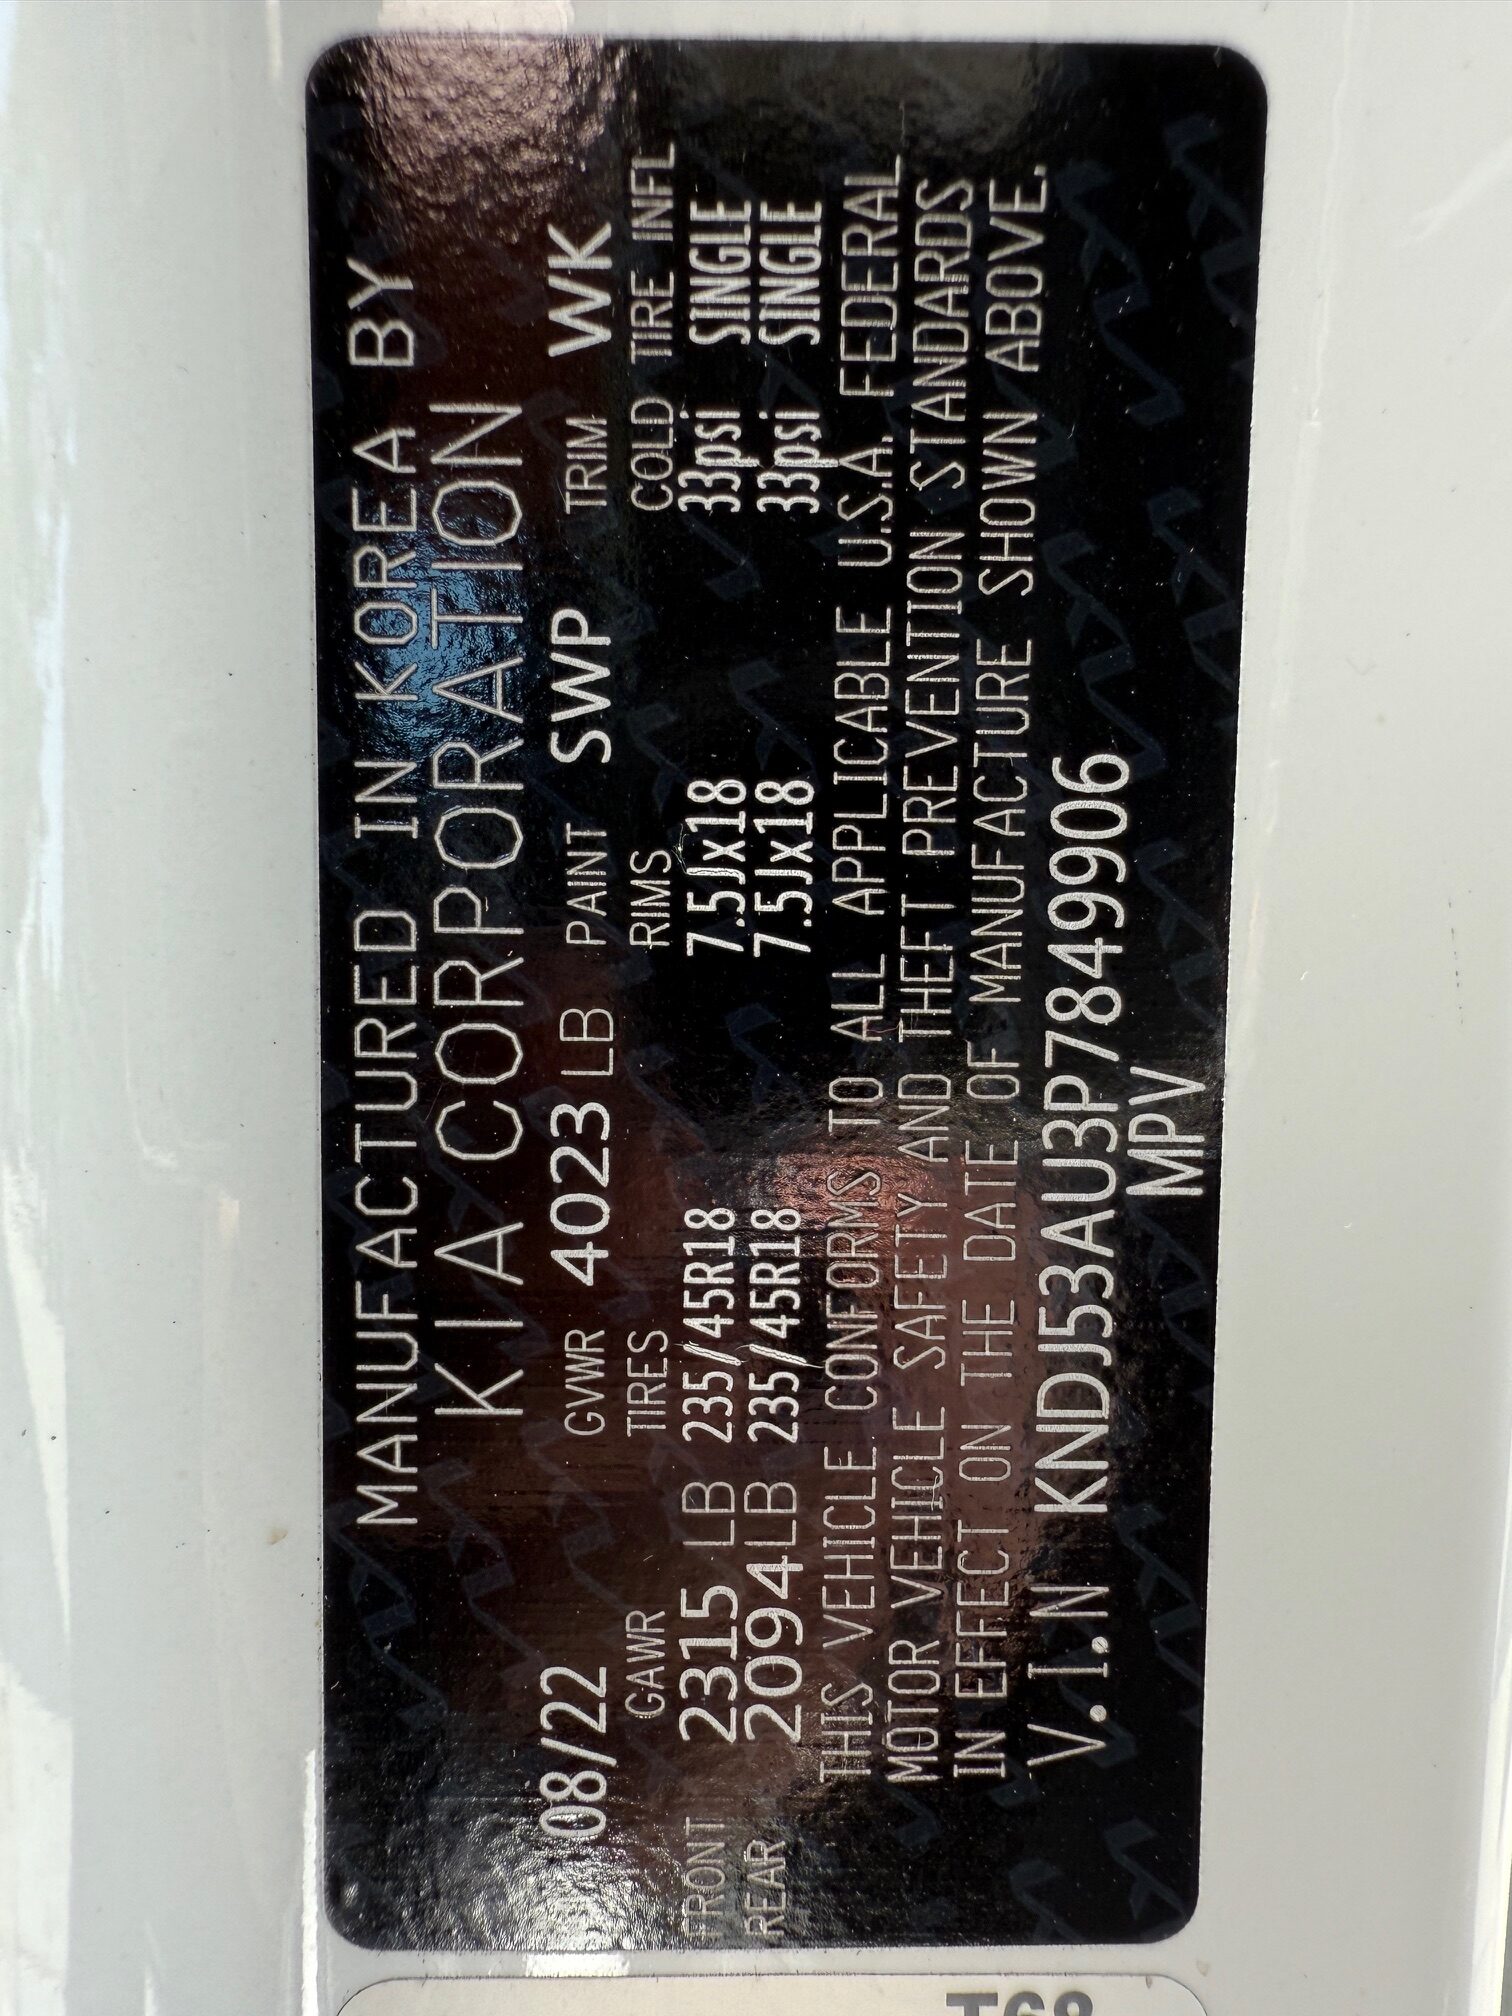 MANUFACTURED IN KOREA BY
KIA CORPORATION
08/22 GVWR 4023 LB PAINT SWP TRIM WK
GAWR TIRES RIMS COLD TIRE INFL
FRONT 2315 LB 235/45R18 7.5Jx18 33psi SINGLE
REAR 2094LB 235/45R18 7.5Jx18 33psi SINGLE
THIS VEHICLE CONFORMS TO ALL APPLICABLE U.S.A. FEDERAL
MOTOR VEHICLE SAFETY AND THEFT PREVENTION STANDARDS
IN EFFECT ON THE DATE OF MANUFACTURE SHOWN ABOVE.
V.I.N KNDJ53AU3P7849906
MPV